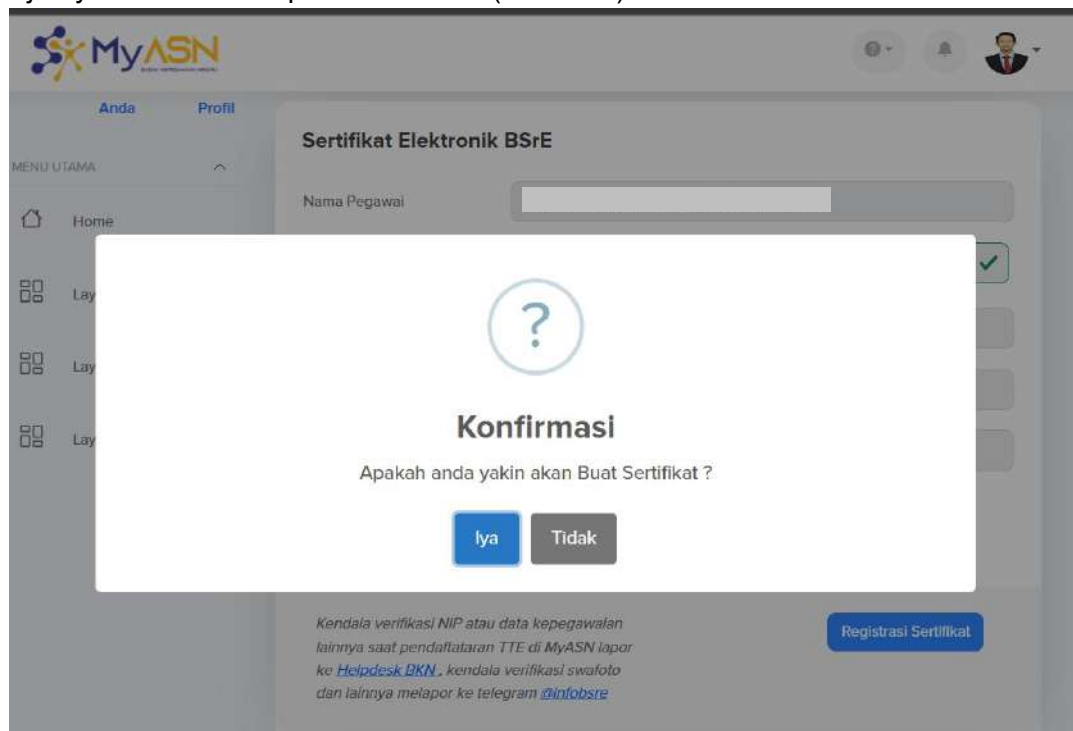 MyASN
Anda Profil
MENU UTAMA
Home
Lay
Lay
Lay
Sertifikat Elektronik BSrE
Nama Pegawai
?
Konfirmasi
Apakah anda yakin akan Buat Sertifikat ?
Iya Tidak
Kendala verifikasi NIP atau data kepegawaian
lainnya saat pendaftataran TTE di MyASN lapor
ke Helpdesk BKN , kendala verifikasi swafoto
dan lainnya melapor ke telegram @infobsre
Registrasi Sertifikat